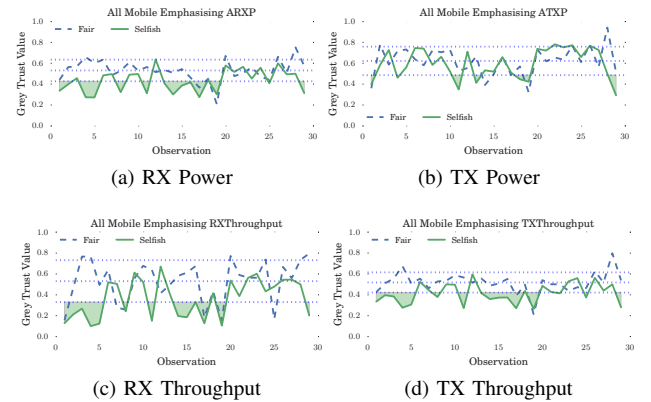 All Mobile Emphasising ARXP
Fair Selfish
Grey Trust Value
1.0
0.8
0.6
0.4
0.2
0.0
0 5 10 15 20 25 30
Observation
(a) RX Power
All Mobile Emphasising ATXP
Grey Trust Value
1.0
0.8
0.6
0.4
0.2
0.0
Fair Selfish
0 5 10 15 20 25 30
Observation
(b) TX Power
All Mobile Emphasising RXThroughput
Fair Selfish
Grey Trust Value
1.0
0.8
0.6
0.4
0.2
0.0
0 5 10 15 20 25 30
Observation
(c) RX Throughput
All Mobile Emphasising TXThroughput
Fair Selfish
Grey Trust Value
1.0
0.8
0.6
0.4
0.2
0.0
0 5 10 15 20 25 30
Observation
(d) TX Throughput